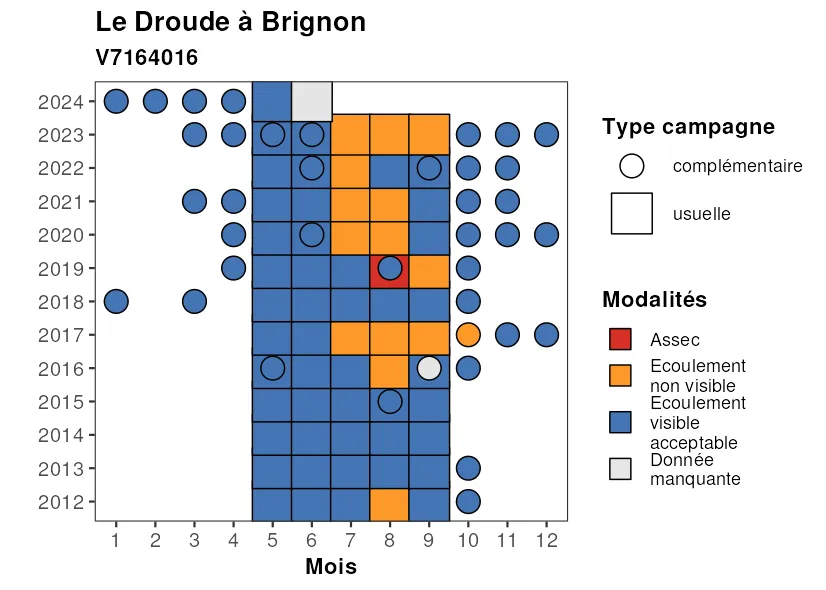 Le Droude à Brignon
V7164016
2024
2023
2022
2021
2020
2019
2018
2017
2016
2015
2014
2013
2012
1 2 3 4 5 6 7 8 9 10 11 12
Mois
Type campagne
complémentaire
usuelle
Modalités
Assec
Ecoulement
non visible
Ecoulement
visible
acceptable
Donnée
manquante